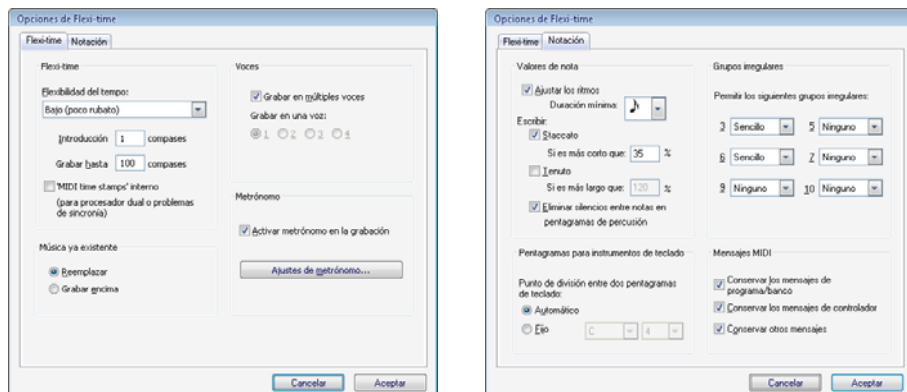 Opciones de Flexi-time
Flexi-time Notación
Flexi-time
Flexibilidad del tempo:
Bajo (poco rubato)
Introducción 1 compases
Grabar hasta 100 compases
'MIDI time stamps' interno
(para procesador dual o problemas
de sincronía)
Música ya existente
Reemplazar
Grabar encima
Voces
Grabar en múltiples voces
Grabar en una voz:
1 2 3 4
Metrónomo
Activar metrónomo en la grabación
Ajustes de metrónomo...
Cancelar Aceptar
Opciones de Flexi-time
Flexi-time Notación
Valores de nota
Ajustar los ritmos
Duración mínima:
Escribir:
Staccato
Si es más corto que: 35 %
Tenuto
Si es más largo que: 120 %
Eliminar silencios entre notas en
pentagramas de percusión
Pentagramas para instrumentos de teclado
Punto de división entre dos pentagramas
de teclado:
Automático
Fijo C 4
Grupos irregulares
Permitir los siguientes grupos irregulares:
3 Sencillo 5 Ninguno
6 Sencillo 7 Ninguno
9 Ninguno 10 Ninguno
Mensajes MIDI
Conservar los mensajes de
programa/banco
Conservar los mensajes de controlador
Conservar otros mensajes
Cancelar Aceptar